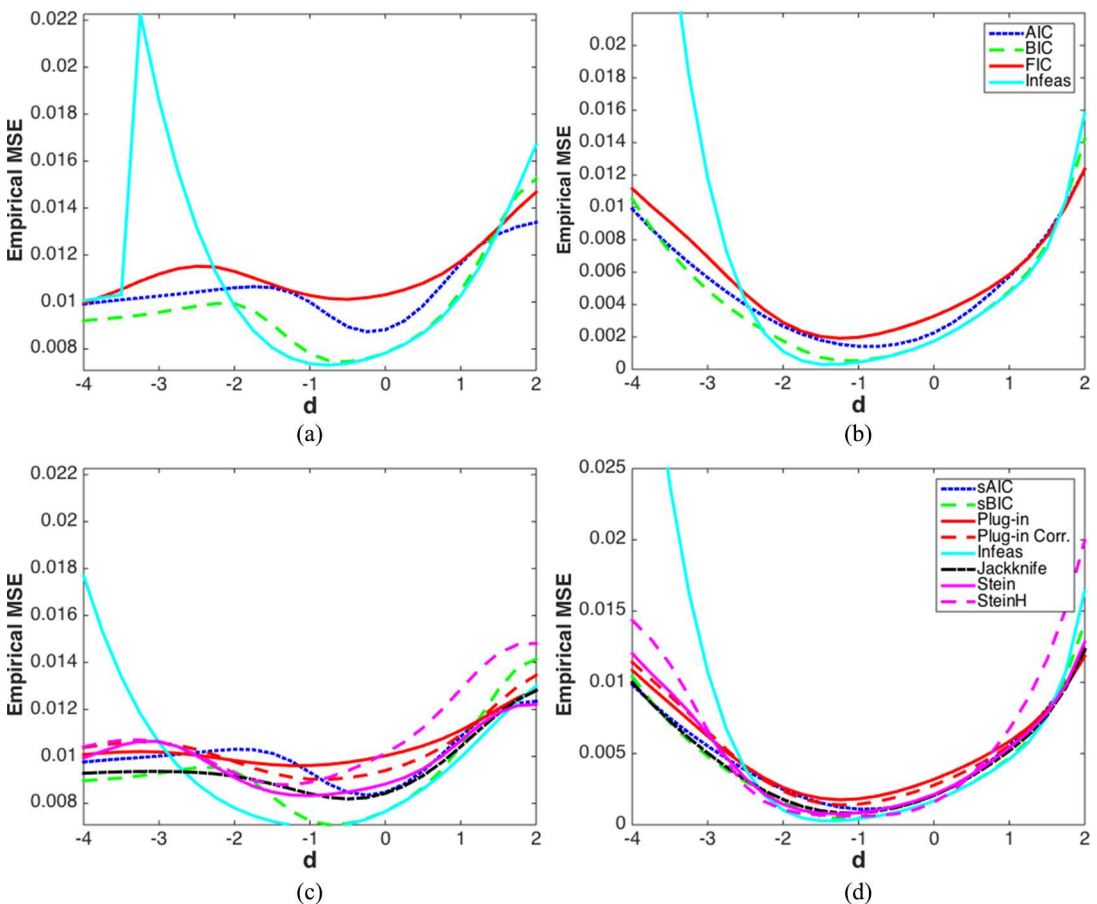 0.022
0.02
0.018
0.016
0.014
0.012
0.01
0.008
Empirical MSE
-4 -3 -2 -1 0 1 2
d
(a)
0.02
0.018
0.016
0.014
0.012
0.01
0.008
0.006
0.004
0.002
0
Empirical MSE
AIC
BIC
FIC
Infeas
-4 -3 -2 -1 0 1 2
d
(b)
0.022
0.02
0.018
0.016
0.014
0.012
0.01
0.008
Empirical MSE
-4 -3 -2 -1 0 1 2
d
(c)
0.025
0.02
0.015
0.01
0.005
0
Empirical MSE
sAIC
sBIC
Plug-in
Plug-in Corr.
Infeas
Jackknife
Stein
SteinH
-4 -3 -2 -1 0 1 2
d
(d)